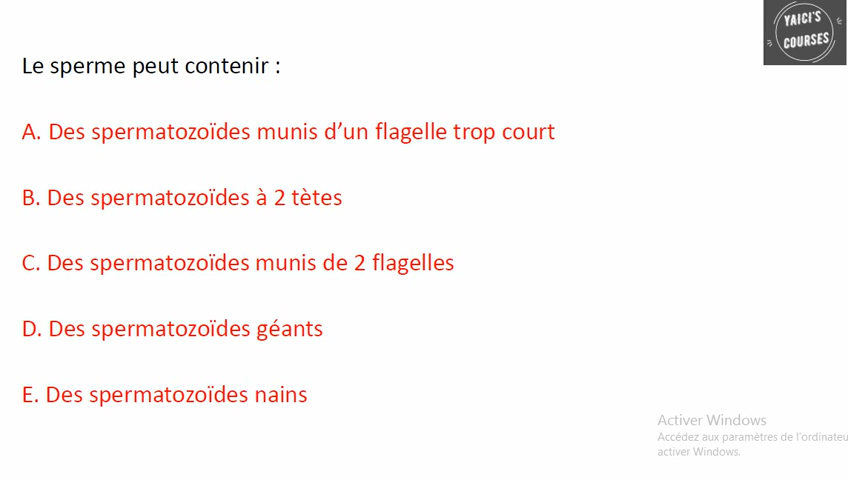 YAICI'S
COURSES
Le sperme peut contenir :
A. Des spermatozoïdes munis d’un flagelle trop court
B. Des spermatozoïdes à 2 tètes
C. Des spermatozoïdes munis de 2 flagelles
D. Des spermatozoïdes géants
E. Des spermatozoïdes nains
Activer Windows
Accédez aux paramètres de l'ordinateu
activer Windows.